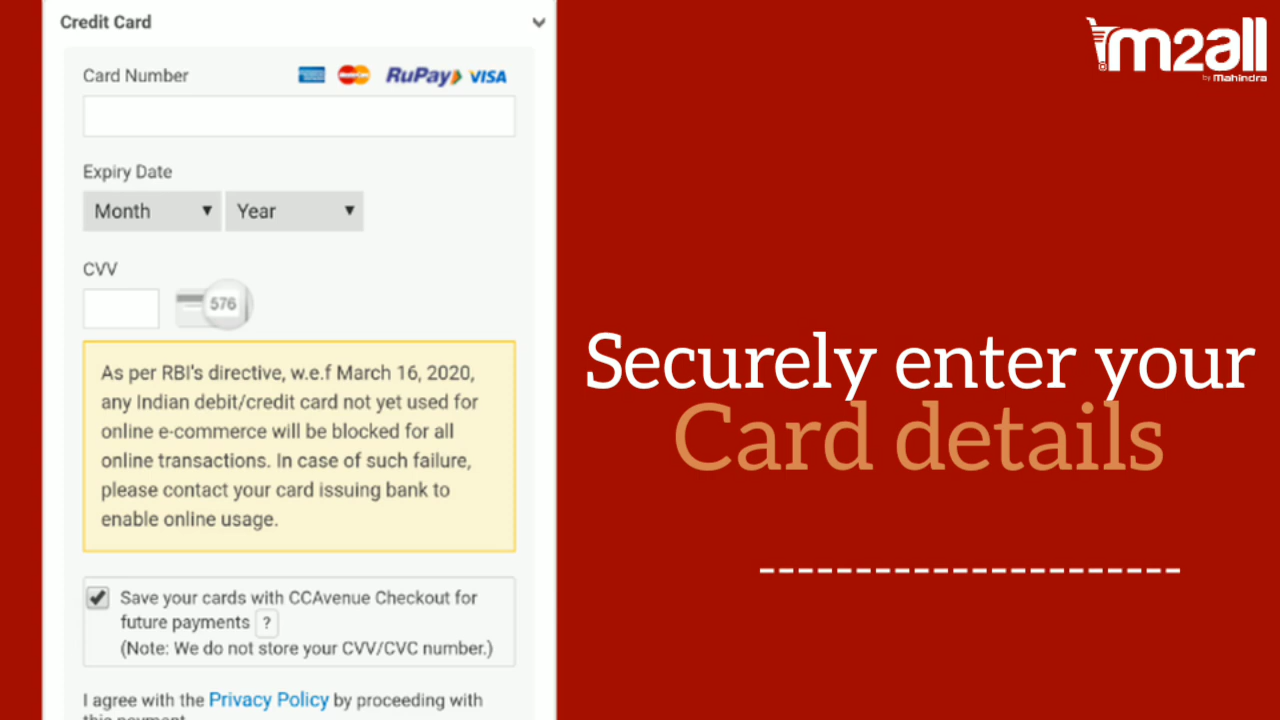 Credit Card
Card Number
RuPay VISA
Expiry Date
Month Year
CVV
576
As per RBI's directive, w.e.f March 16, 2020,
any Indian debit/credit card not yet used for
online e-commerce will be blocked for all
online transactions. In case of such failure,
please contact your card issuing bank to
enable online usage.
Save your cards with CCAvenue Checkout for
future payments ?
(Note: We do not store your CVV/CVC number.)
I agree with the Privacy Policy by proceeding with
this payment
m2all
by Mahindra
Securely enter your
Card details